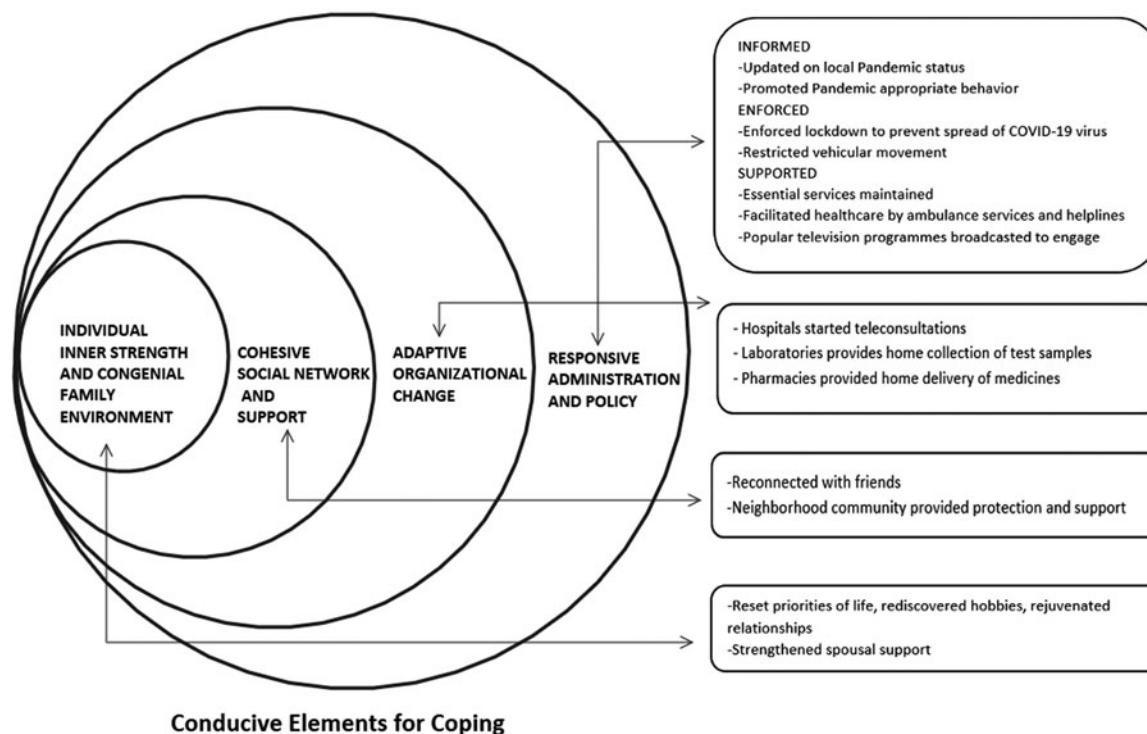 INDIVIDUAL
INNER STRENGTH
AND CONGENIAL
FAMILY
ENVIRONMENT
COHESIVE
SOCIAL NETWORK
AND
SUPPORT
ADAPTIVE
ORGANIZATIONAL
CHANGE
RESPONSIVE
ADMINISTRATION
AND POLICY
INFORMED
-Updated on local Pandemic status
-Promoted Pandemic appropriate behavior
ENFORCED
-Enforced lockdown to prevent spread of COVID-19 virus
-Restricted vehicular movement
SUPPORTED
-Essential services maintained
-Facilitated healthcare by ambulance services and helplines
-Popular television programmes broadcasted to engage
- Hospitals started teleconsultations
- Laboratories provides home collection of test samples
- Pharmacies provided home delivery of medicines
-Reconnected with friends
-Neighborhood community provided protection and support
-Reset priorities of life, rediscovered hobbies, rejuvenated
relationships
-Strengthened spousal support
Conducive Elements for Coping